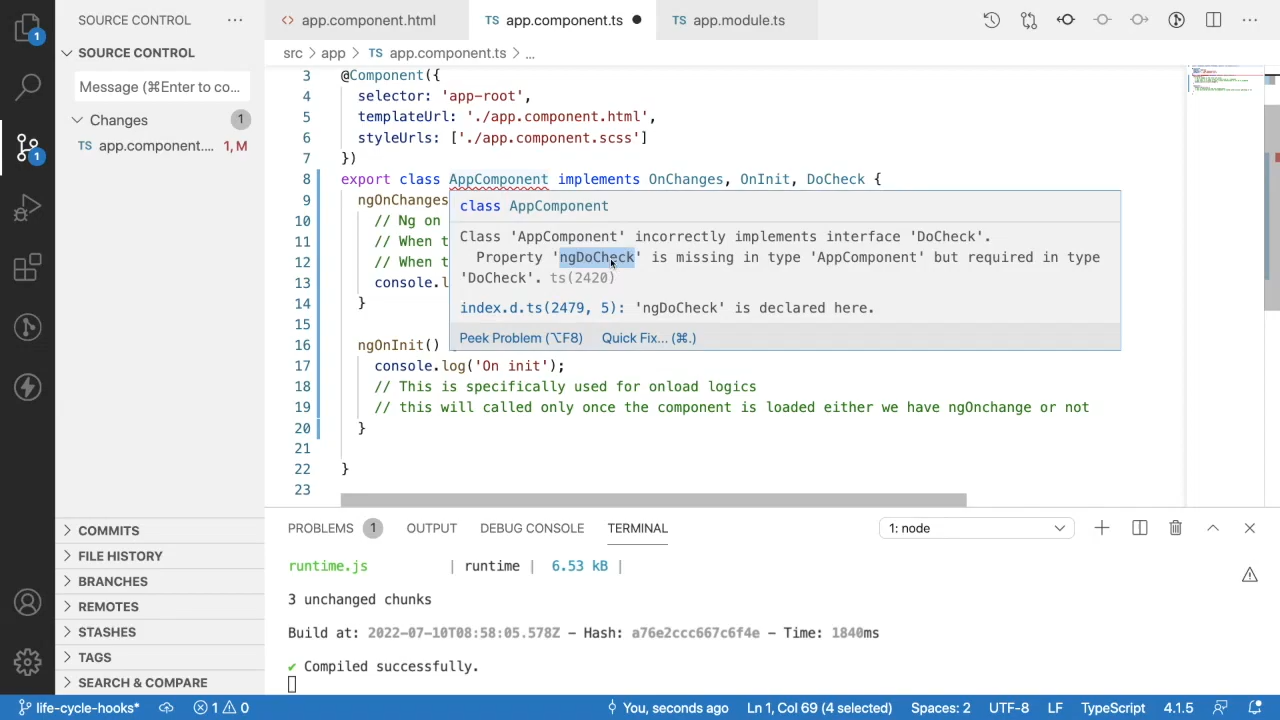 SOURCE CONTROL ···
<> app.component.html
TS app.component.ts ●
TS app.module.ts
1
SOURCE CONTROL
Message (⌘Enter to co...
Changes 1
TS app.component.... 1, M
1
src > app > TS app.component.ts > ...
3 @Component({
4 selector: 'app-root',
5 templateUrl: './app.component.html',
6 styleUrls: ['./app.component.scss']
7 })
8 export class AppComponent implements OnChanges, OnInit, DoCheck {
9 ngOnChanges
10 // Ng on
11 // When t
12 // When t
13 console.l
14 }
15
16 ngOnInit()
17 console.log('On init');
18 // This is specifically used for onload logics
19 // this will called only once the component is loaded either we have ngOnchange or not
20 }
21
22 }
23
class AppComponent
Class 'AppComponent' incorrectly implements interface 'DoCheck'.
Property 'ngDoCheck' is missing in type 'AppComponent' but required in type
'DoCheck'. ts(2420)
index.d.ts(2479, 5): 'ngDoCheck' is declared here.
Peek Problem (⌥F8) Quick Fix... (⌘.)
COMMITS
FILE HISTORY
BRANCHES
REMOTES
STASHES
TAGS
SEARCH & COMPARE
PROBLEMS 1 OUTPUT DEBUG CONSOLE TERMINAL 1: node
runtime.js | runtime | 6.53 kB |
3 unchanged chunks
Build at: 2022-07-10T08:58:05.578Z - Hash: a76e2ccc667c6f4e - Time: 1840ms
✔ Compiled successfully.
life-cycle-hooks* 1 0 You, seconds ago Ln 1, Col 69 (4 selected) Spaces: 2 UTF-8 LF TypeScript 4.1.5